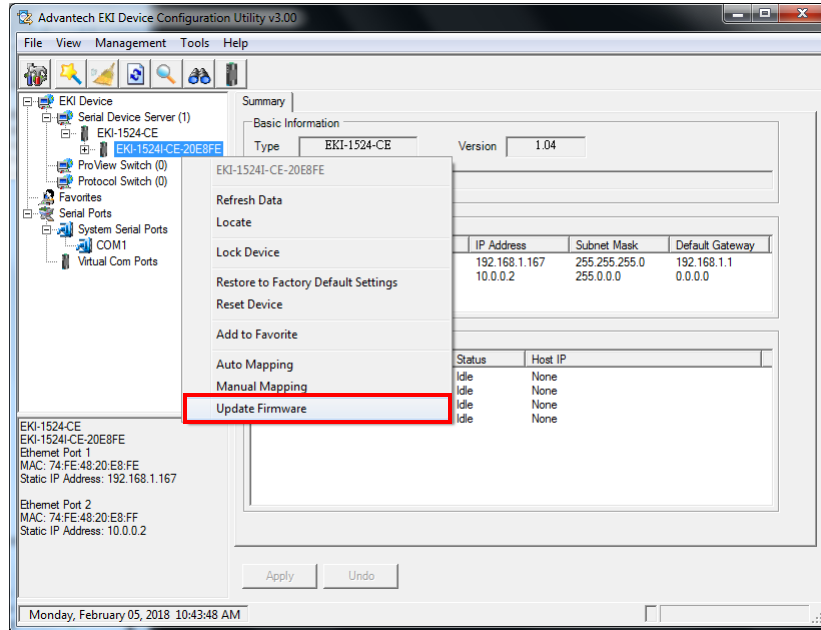 Advantech EKI Device Configuration Utility v3.00
File View Management Tools Help
EKI Device
Serial Device Server (1)
EKI-1524-CE
EKI-1524I-CE-20E8FE
ProView Switch (0)
Protocol Switch (0)
Favorites
Serial Ports
System Serial Ports
COM1
Virtual Com Ports
EKI-1524-CE
EKI-1524I-CE-20E8FE
Ethernet Port 1
MAC: 74:FE:48:20:E8:FE
Static IP Address: 192.168.1.167
Ethernet Port 2
MAC: 74:FE:48:20:E8:FF
Static IP Address: 10.0.0.2
EKI-1524I-CE-20E8FE
Refresh Data
Locate
Lock Device
Restore to Factory Default Settings
Reset Device
Add to Favorite
Auto Mapping
Manual Mapping
Update Firmware
Summary
Basic Information
Type EKI-1524-CE Version 1.04
IP Address Subnet Mask Default Gateway
192.168.1.167 255.255.255.0 192.168.1.1
10.0.0.2 255.0.0.0 0.0.0.0
Status Host IP
Idle None
Idle None
Idle None
Idle None
Apply Undo
Monday, February 05, 2018 10:43:48 AM